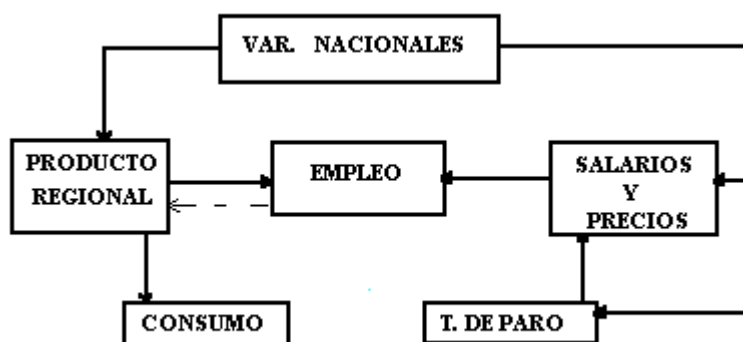 VAR. NACIONALES
PRODUCTO
REGIONAL
EMPLEO
SALARIOS
Y
PRECIOS
CONSUMO
T. DE PARO